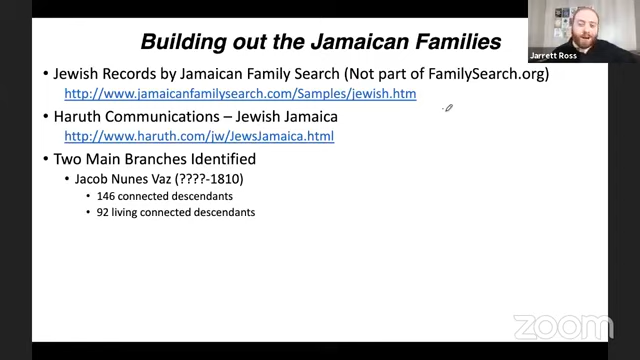 Building out the Jamaican Families
Jarrett Ross
• Jewish Records by Jamaican Family Search (Not part of FamilySearch.org)
http://www.jamaicanfamilysearch.com/Samples/jewish.htm
• Haruth Communications – Jewish Jamaica
http://www.haruth.com/jw/JewsJamaica.html
• Two Main Branches Identified
• Jacob Nunes Vaz (????-1810)
• 146 connected descendants
• 92 living connected descendants
zoom